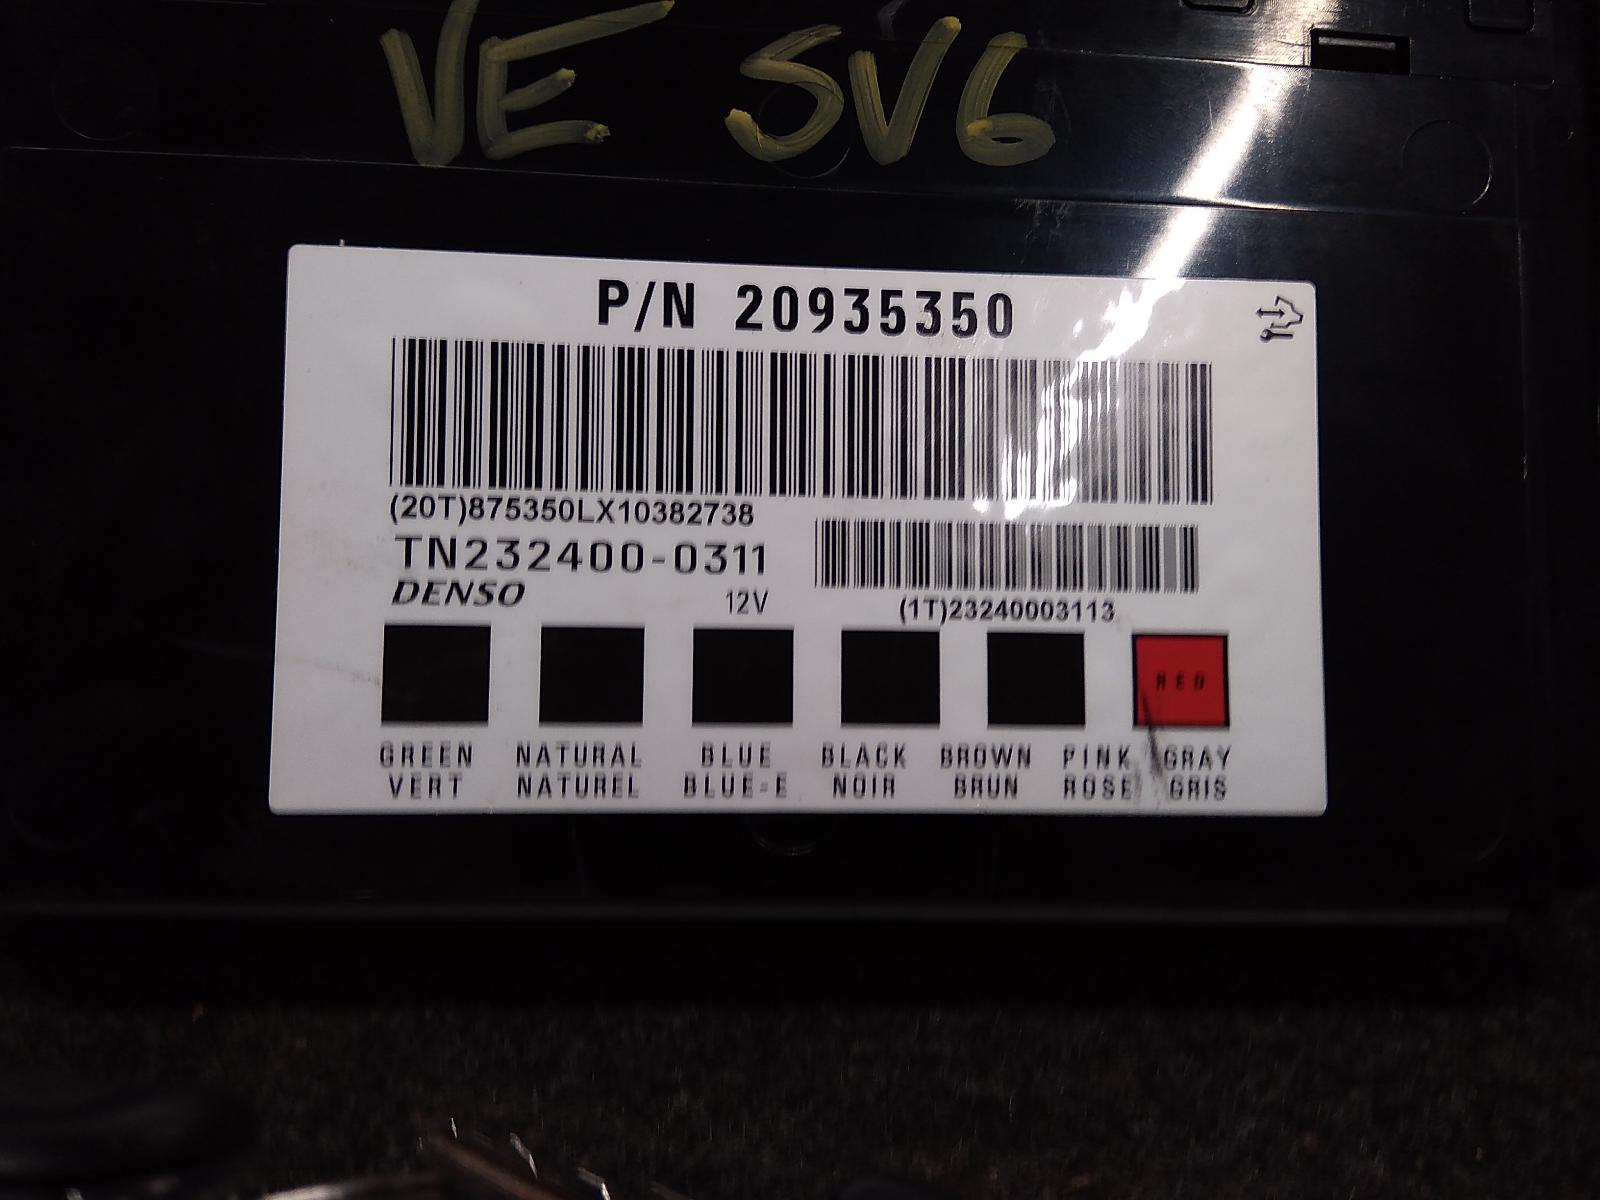 VE SV6
P/N 20935350
(20T)875350LX10382738
TN232400-0311
DENSO 12V
(1T)23240003113
RED
GREEN NATURAL BLUE BLACK BROWN PINK GRAY
VERT NATUREL BLUE-E NOIR BRUN ROSE GRIS